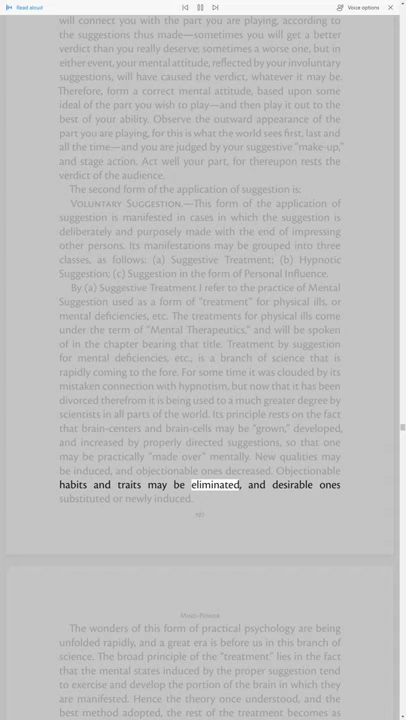 Read aloud
Voice options
will connect you with the part you are playing, according to
the suggestions thus made—sometimes you will get a better
verdict than you really deserve; sometimes a worse one, but in
either event, your mental attitude, reflected by your involuntary
suggestions, will have caused the verdict, whatever it may be.
Therefore, form a correct mental attitude, based upon some
ideal of the part you wish to play—and then play it out to the
best of your ability. Observe the outward appearance of the
part you are playing, for this is what the world sees first, last and
all the time—and you are judged by your suggestive “make-up,”
and stage action. Act well your part, for thereupon rests the
verdict of the audience.
The second form of the application of suggestion is:
Voluntary Suggestion.—This form of the application of
suggestion is manifested in cases in which the suggestion is
deliberately and purposely made with the end of impressing
other persons. Its manifestations may be grouped into three
classes, as follows: (a) Suggestive Treatment; (b) Hypnotic
Suggestion; (c) Suggestion in the form of Personal Influence.
By (a) Suggestive Treatment I refer to the practice of Mental
Suggestion used as a form of “treatment” for physical ills, or
mental deficiencies, etc. The treatments for physical ills come
under the term of “Mental Therapeutics,” and will be spoken
of in the chapter bearing that title. Treatment by suggestion
for mental deficiencies, etc., is a branch of science that is
rapidly coming to the fore. For some time it was clouded by its
mistaken connection with hypnotism, but now that it has been
divorced therefrom it is being used to a much greater degree by
scientists in all parts of the world. Its principle rests on the fact
that brain-centers and brain-cells may be “grown,” developed,
and increased by properly directed suggestions, so that one
may be practically “made over” mentally. New qualities may
be induced, and objectionable ones decreased. Objectionable
habits and traits may be eliminated, and desirable ones
substituted or newly induced.
197
Mind-Power
The wonders of this form of practical psychology are being
unfolded rapidly, and a great era is before us in this branch of
science. The broad principle of the “treatment” lies in the fact
that the mental states induced by the proper suggestion tend
to exercise and develop the portion of the brain in which they
are manifested. Hence the theory once understood, and the
best method adopted, the rest of the treatment becomes as